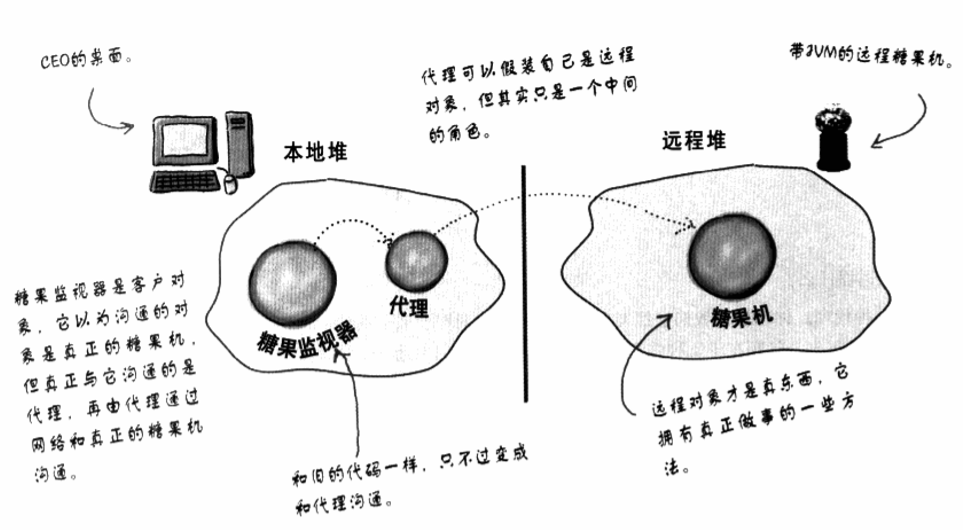 CEO的桌面。
代理可以假装自己是远程
对象，但其实只是一个中间
的角色。
带JVM的远程糖果机。
本地堆
远程堆
糖果监视器是客户对
象，它以为沟通的对
象是真正的糖果机，
但真正与它沟通的是
代理，再由代理通过
网络和真正的糖果机
沟通。
糖果监视器
代理
糖果机
和旧的代码一样，只不过变成
和代理沟通。
远程对象才是真东西，它
拥有真正做事的一些方
法。